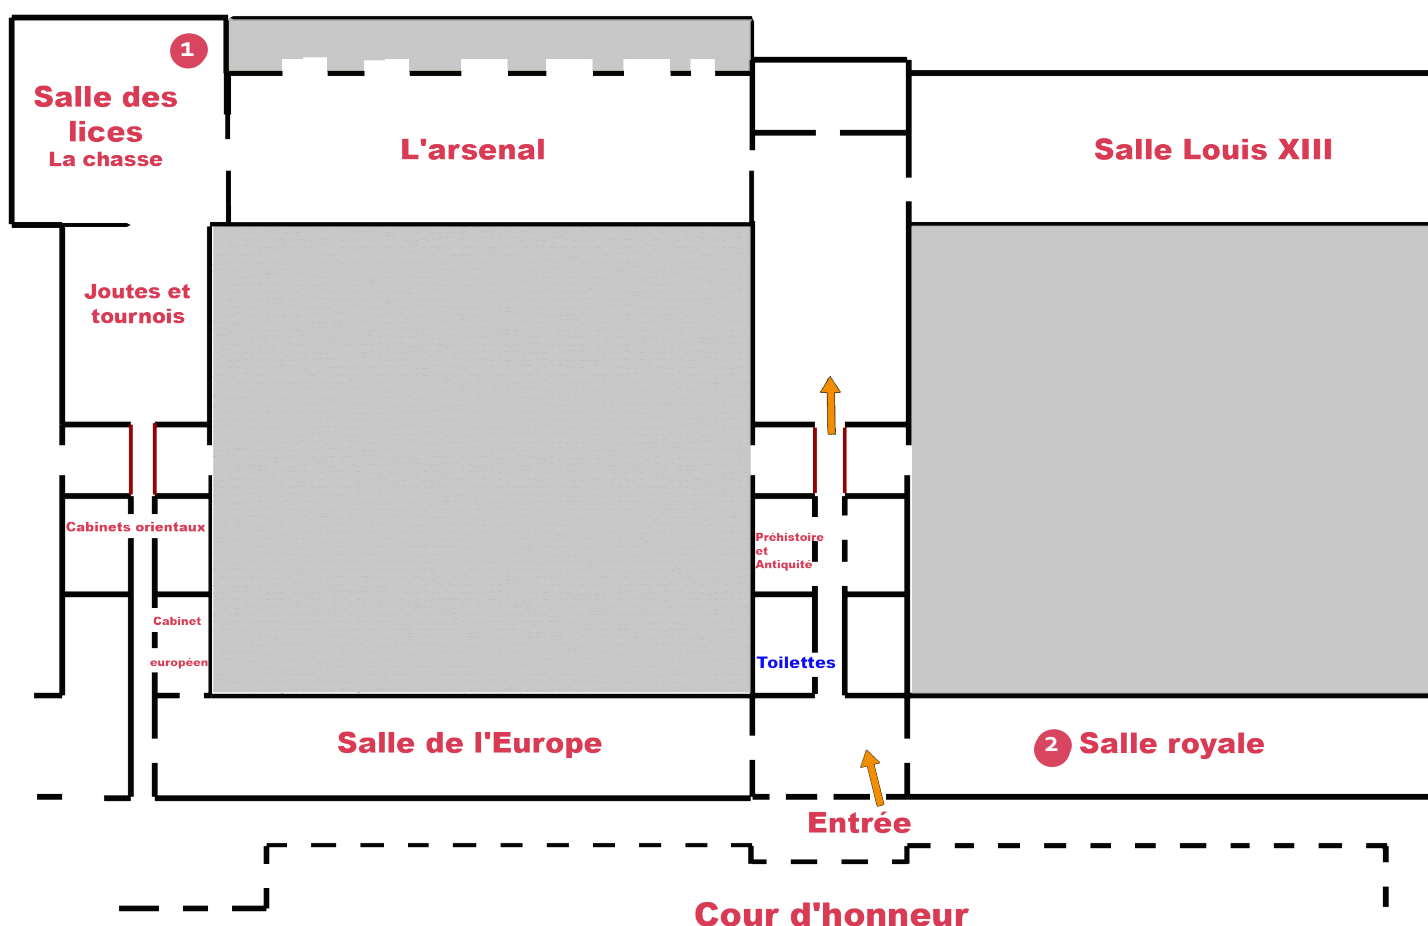 1
Salle des
lices
La chasse
L'arsenal
Salle Louis XIII
Joutes et
tournois
Cabinets orientaux
Préhistoire
et
Antiquité
Cabinet
européen
Toilettes
Salle de l'Europe
2 Salle royale
Entrée
Cour d'honneur